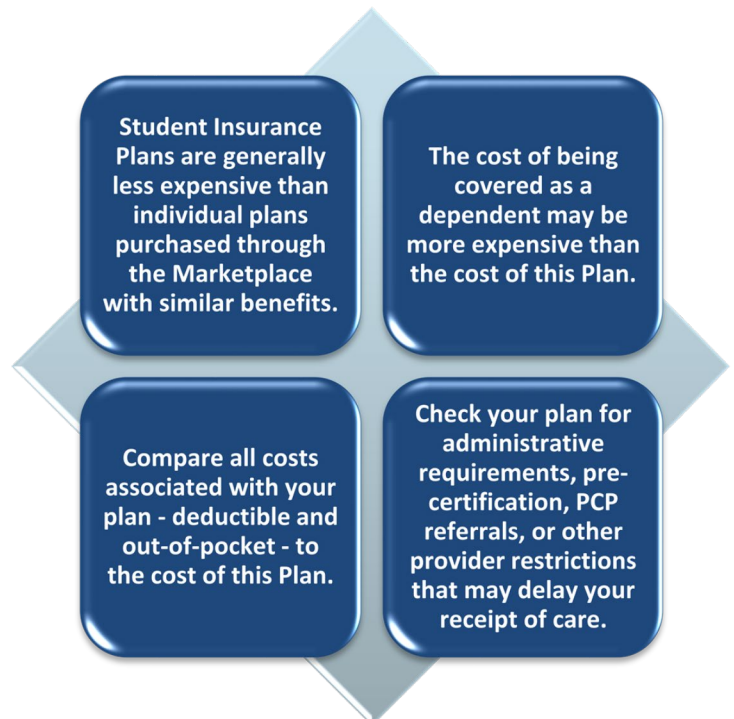 Student Insurance
Plans are generally
less expensive than
individual plans
purchased through
the Marketplace
with similar benefits.
The cost of being
covered as a
dependent may be
more expensive than
the cost of this Plan.
Compare all costs
associated with your
plan - deductible and
out-of-pocket - to
the cost of this Plan.
Check your plan for
administrative
requirements, pre-
certification, PCP
referrals, or other
provider restrictions
that may delay your
receipt of care.